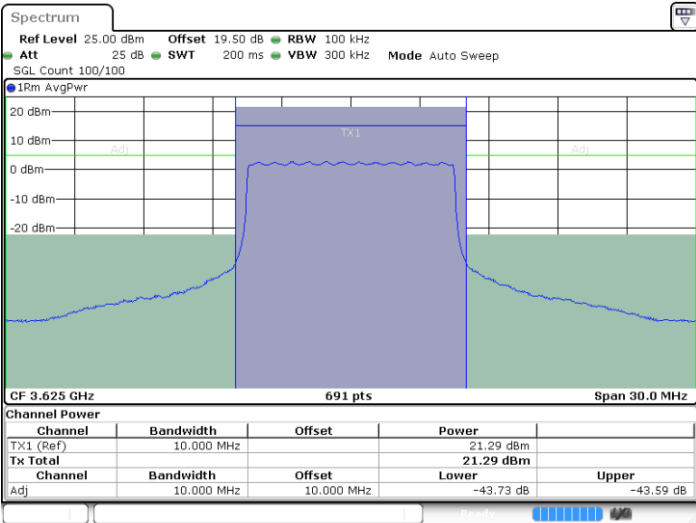 Spectrum
Ref Level 25.00 dBm Offset 19.50 dB RBW 100 kHz
Att 25 dB SWT 200 ms VBW 300 kHz Mode Auto Sweep
SGL Count 100/100
1Rm AvgPwr
20 dBm
TX1
10 dBm
Adj Adj
0 dBm
-10 dBm
-20 dBm
CF 3.625 GHz 691 pts Span 30.0 MHz
Channel Power
Channel Bandwidth Offset Power
TX1 (Ref) 10.000 MHz 21.29 dBm
Tx Total 21.29 dBm
Channel Bandwidth Offset Lower Upper
Adj 10.000 MHz 10.000 MHz -43.73 dB -43.59 dB
Ready